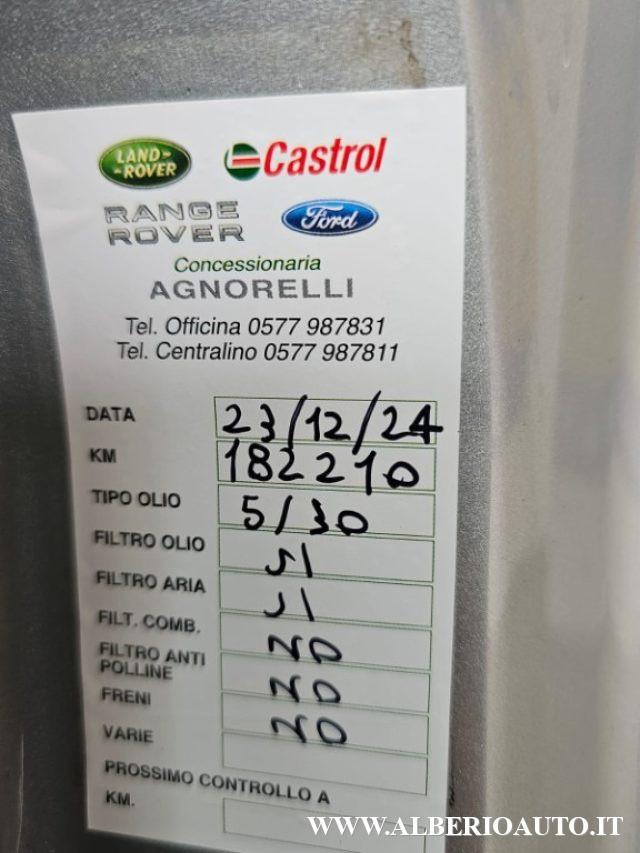 LAND-
-ROVER
Castrol
RANGE
ROVER
Ford
Concessionaria
AGNORELLI
Tel. Officina 0577 987831
Tel. Centralino 0577 987811
DATA 23/12/24
KM 182210
TIPO OLIO 5/30
FILTRO OLIO SI
FILTRO ARIA SI
FILT. COMB. NO
FILTRO ANTI
POLLINE NO
FRENI NO
VARIE
PROSSIMO CONTROLLO A
KM.
WWW.ALBERIOAUTO.IT